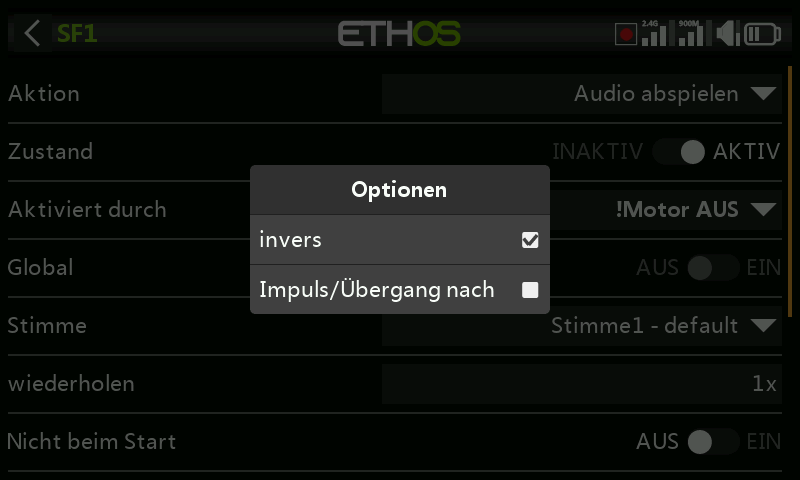 SF1 ETHOS 2.4G 900M
Aktion Audio abspielen
Zustand INAKTIV AKTIV
Optionen
Aktiviert durch !Motor AUS
invers
Global AUS EIN
Impuls/Übergang nach
Stimme Stimme1 - default
wiederholen 1x
Nicht beim Start AUS EIN